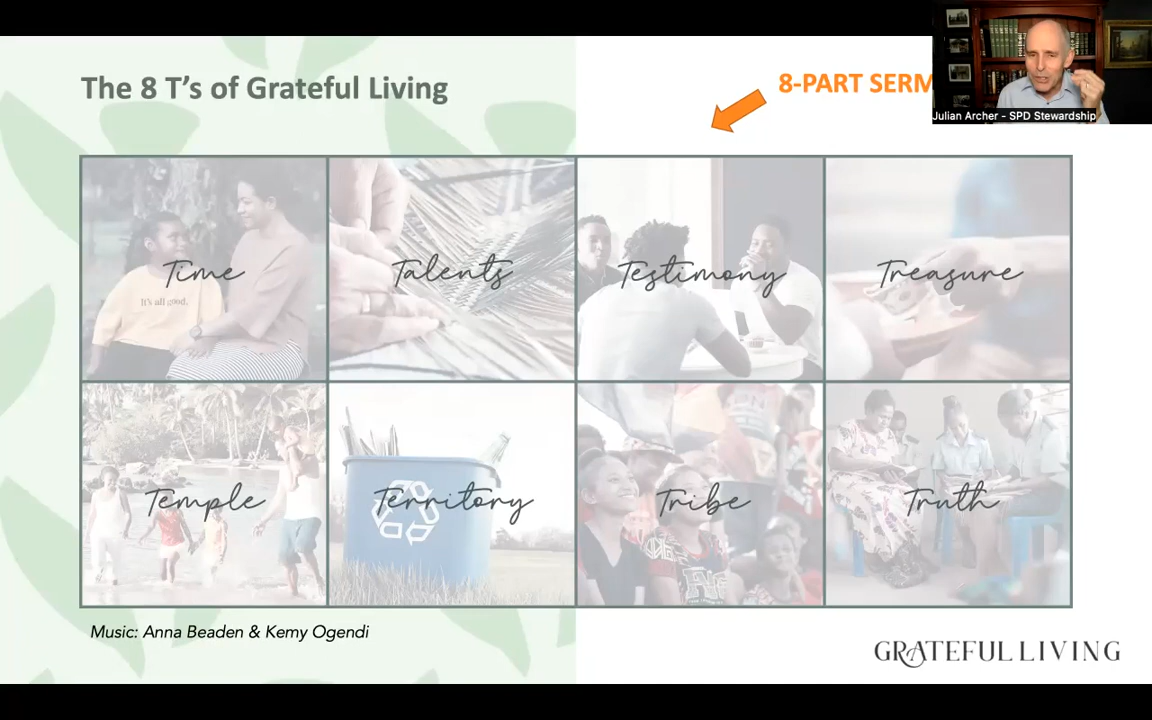 The 8 T's of Grateful Living
8-PART SERM
Julian Archer - SPD Stewardship
Time
Talents
Testimony
Treasure
It's all good.
Temple
Territory
Tribe
Truth
Music: Anna Beaden & Kemy Ogendi
GRATEFUL LIVING